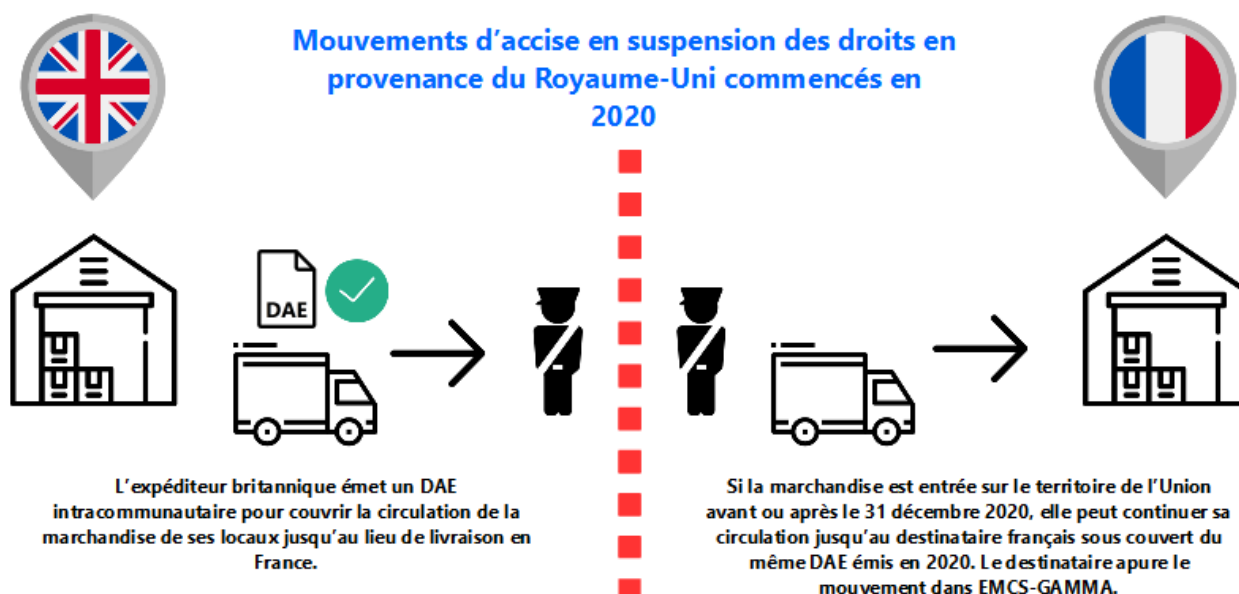 Mouvements d'accise en suspension des droits en
provenance du Royaume-Uni commencés en
2020
DAE
L'expéditeur britannique émet un DAE
intracommunautaire pour couvrir la circulation de la
marchandise de ses locaux jusqu'au lieu de livraison en
France.
Si la marchandise est entrée sur le territoire de l'Union
avant ou après le 31 décembre 2020, elle peut continuer sa
circulation jusqu'au destinataire français sous couvert du
même DAE émis en 2020. Le destinataire apure le
mouvement dans EMCS-GAMMA.